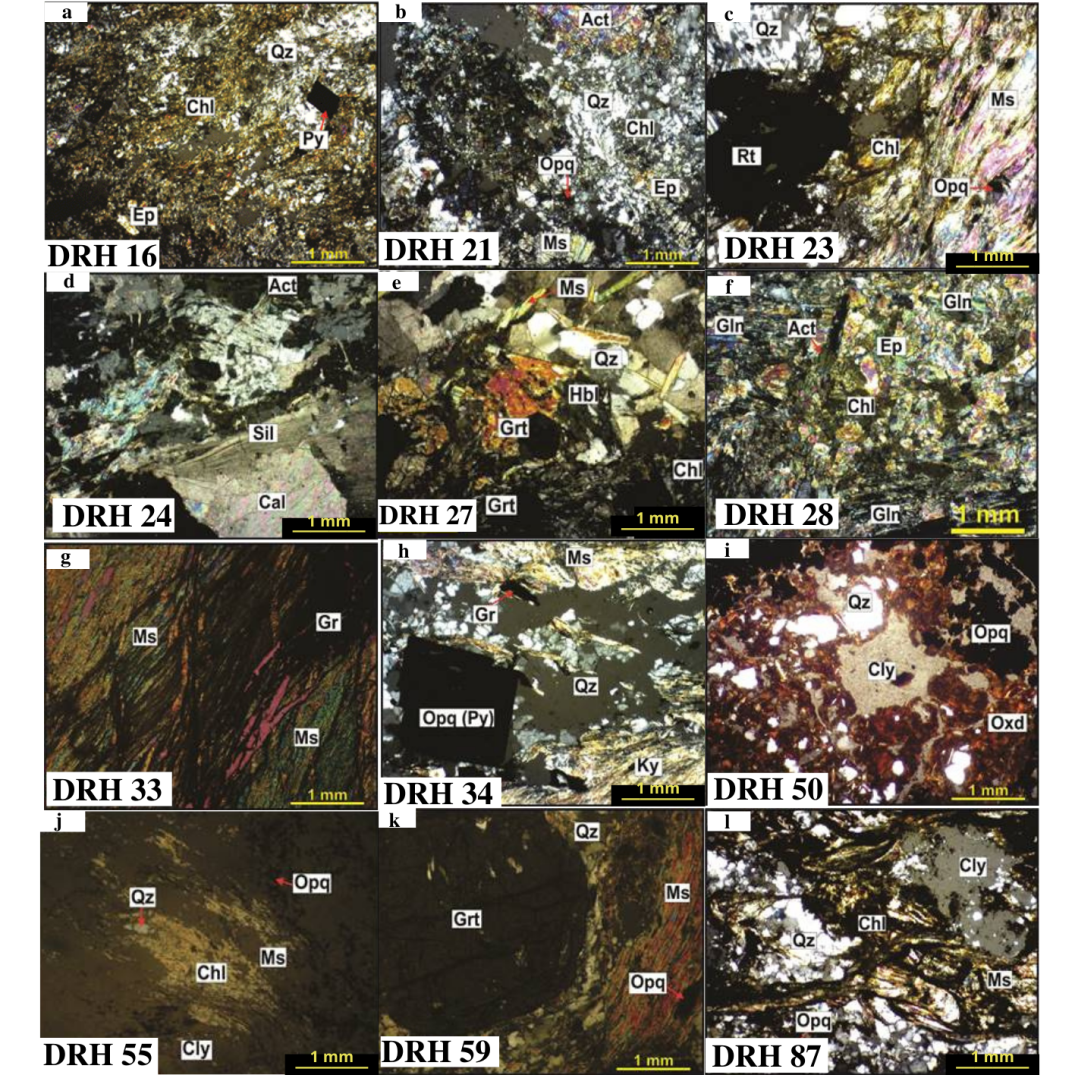 a
Qz
Chl
Py
Ep
DRH 16
1 mm
b
Act
Qz
Chl
Opq
Ep
Ms
DRH 21
1 mm
c
Qz
Ms
Rt
Chl
Opq
DRH 23
1 mm
d
Act
Sil
Cal
DRH 24
1 mm
e
Ms
Qz
Hbl
Grt
Chl
Grt
DRH 27
1 mm
f
Gln
Gln
Act
Ep
Chl
Gln
DRH 28
1 mm
g
Gr
Ms
Ms
DRH 33
1 mm
h
Ms
Gr
Qz
Opq (Py)
Ky
DRH 34
1 mm
i
Qz
Opq
Cly
Oxd
DRH 50
1 mm
j
Opq
Qz
Ms
Chl
Cly
DRH 55
1 mm
k
Qz
Ms
Grt
Opq
DRH 59
1 mm
l
Cly
Chl
Qz
Ms
Opq
DRH 87
1 mm